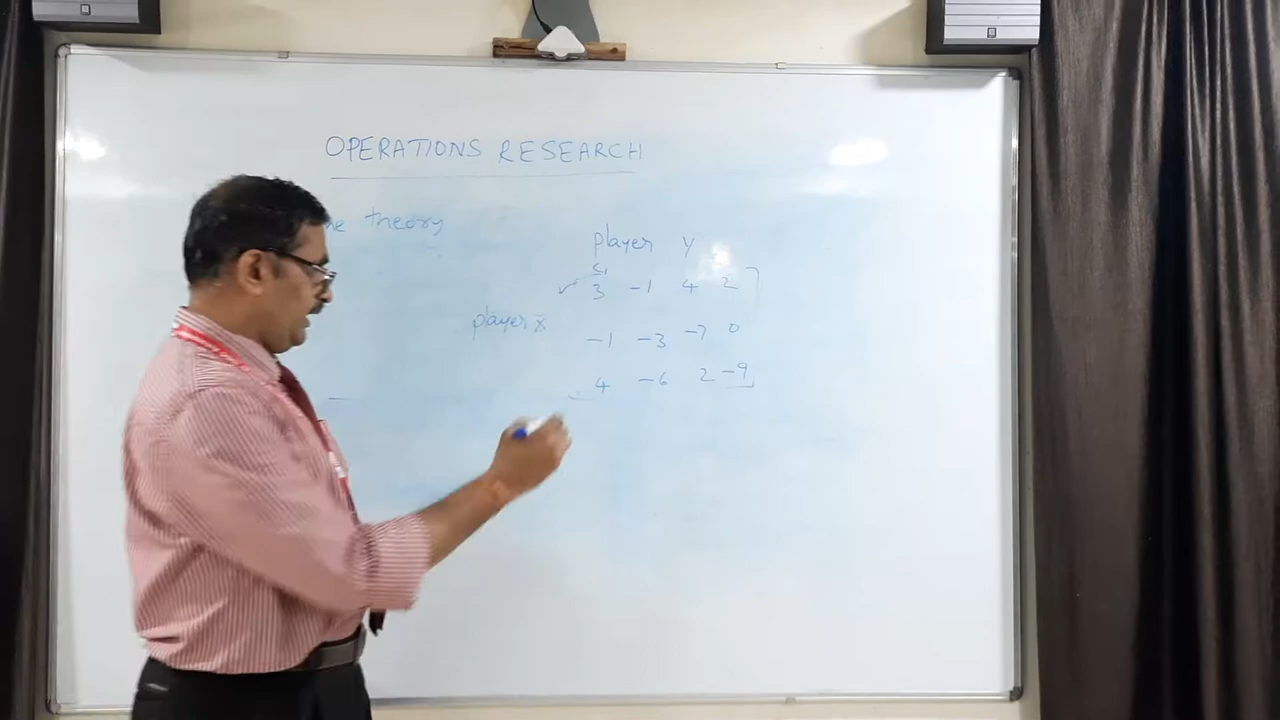 OPERATIONS RESEARCH
theory
player y
3 -1 4 2
player x
-1 -3 -7 0
4 -6 2 -9